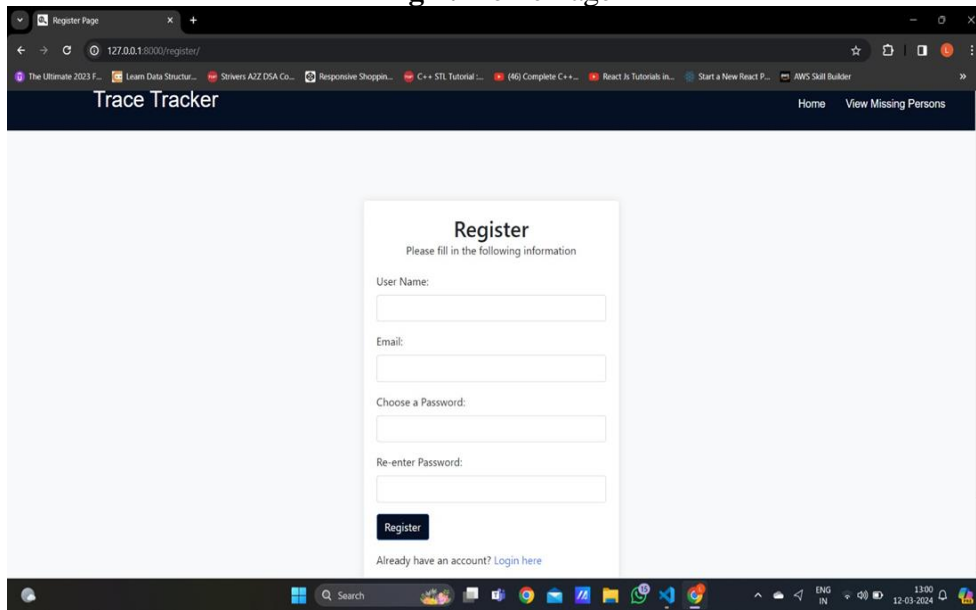 Register Page
127.0.0.1:8000/register/
The Ultimate 2023 F... Learn Data Structur... Strivers A2Z DSA Co... Responsive Shoppin... C++ STL Tutorial :... (46) Complete C++... React Js Tutorials in... Start a New React P... AWS Skill Builder »
Trace Tracker Home View Missing Persons
Register
Please fill in the following information
User Name:
Email:
Choose a Password:
Re-enter Password:
Register
Already have an account? Login here
Search ENG 13:00
IN 12-03-2024